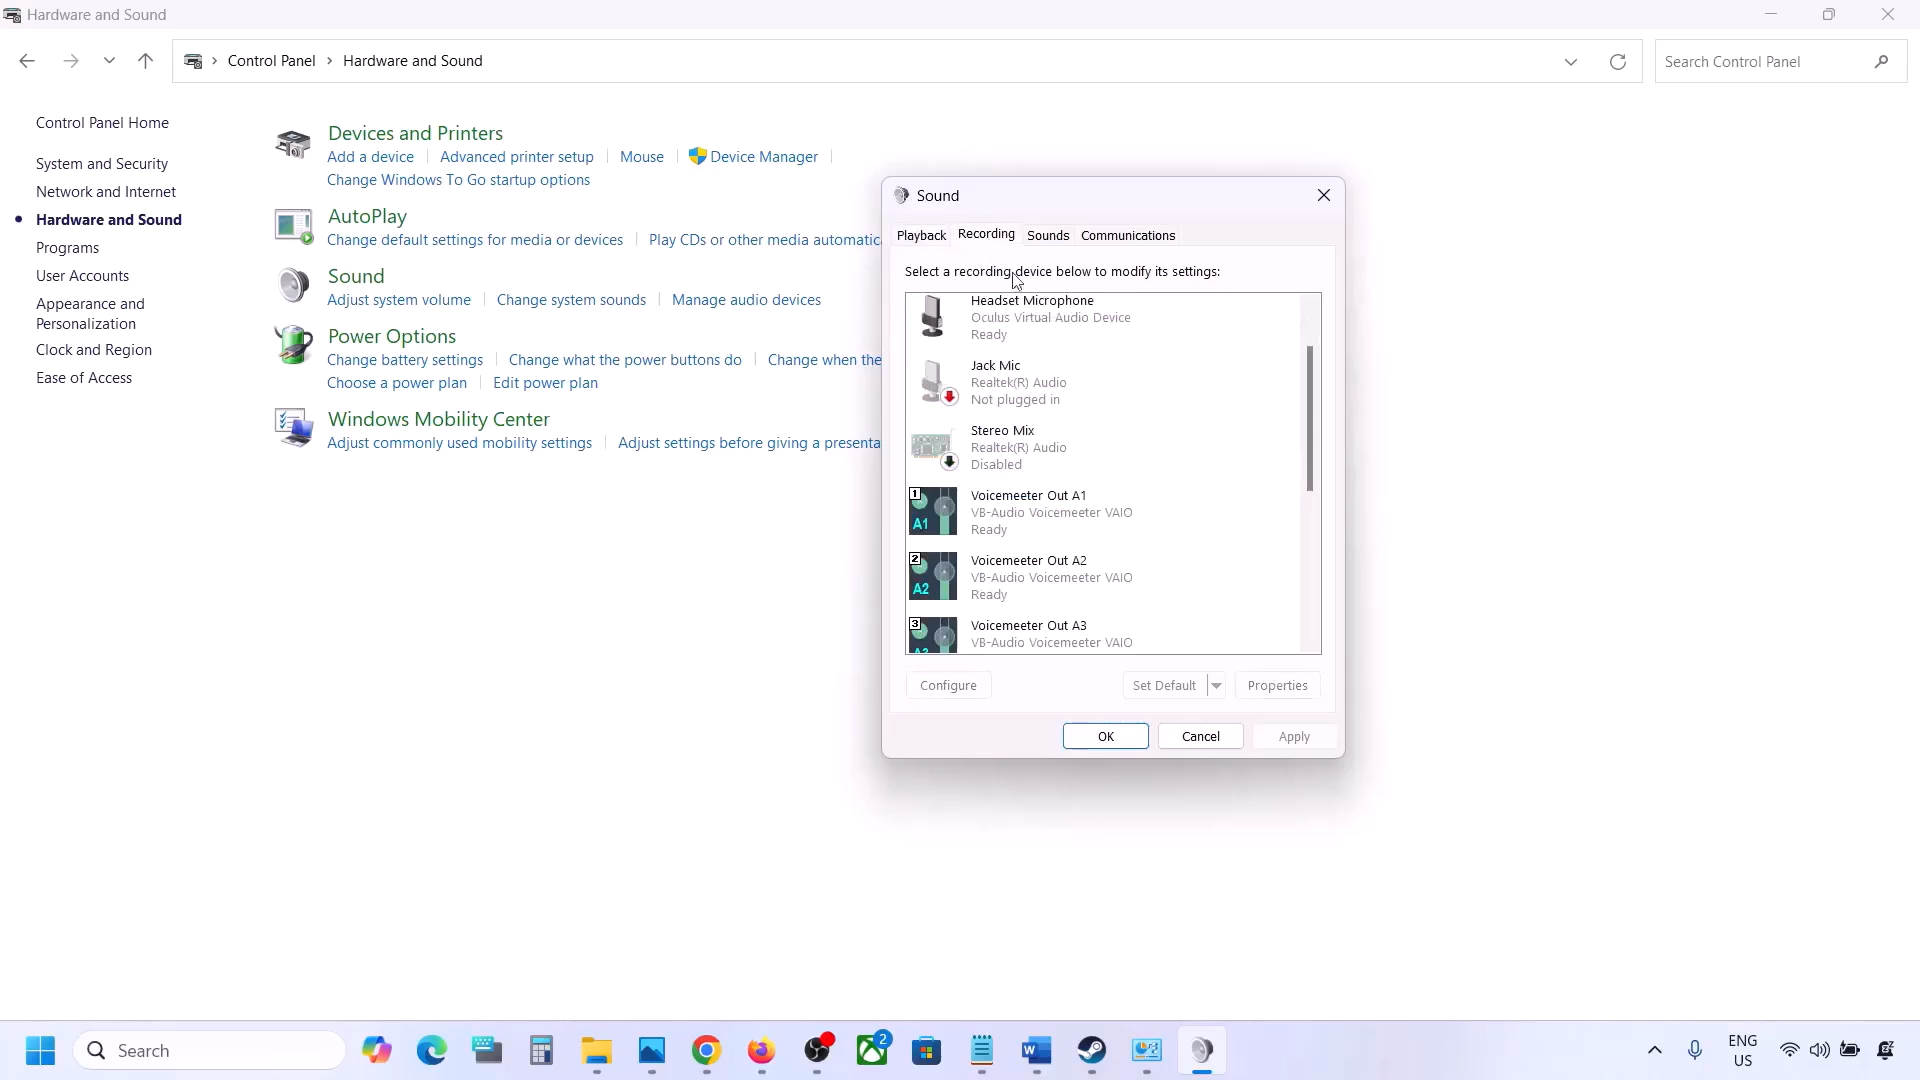 Hardware and Sound
Control Panel > Hardware and Sound
Search Control Panel
Control Panel Home
System and Security
Network and Internet
Hardware and Sound
Programs
User Accounts
Appearance and
Personalization
Clock and Region
Ease of Access
Devices and Printers
Add a device
Advanced printer setup
Mouse
Device Manager
Change Windows To Go startup options
AutoPlay
Change default settings for media or devices
Play CDs or other media automatic
Sound
Adjust system volume
Change system sounds
Manage audio devices
Power Options
Change battery settings
Change what the power buttons do
Change when the
Choose a power plan
Edit power plan
Windows Mobility Center
Adjust commonly used mobility settings
Adjust settings before giving a presenta
Sound
Playback
Recording
Sounds
Communications
Select a recording device below to modify its settings:
Headset Microphone
Oculus Virtual Audio Device
Ready
Jack Mic
Realtek(R) Audio
Not plugged in
Stereo Mix
Realtek(R) Audio
Disabled
1
A1
Voicemeeter Out A1
VB-Audio Voicemeeter VAIO
Ready
2
A2
Voicemeeter Out A2
VB-Audio Voicemeeter VAIO
Ready
3
A3
Voicemeeter Out A3
VB-Audio Voicemeeter VAIO
Configure
Set Default
Properties
OK
Cancel
Apply
Search
2
ENG
US